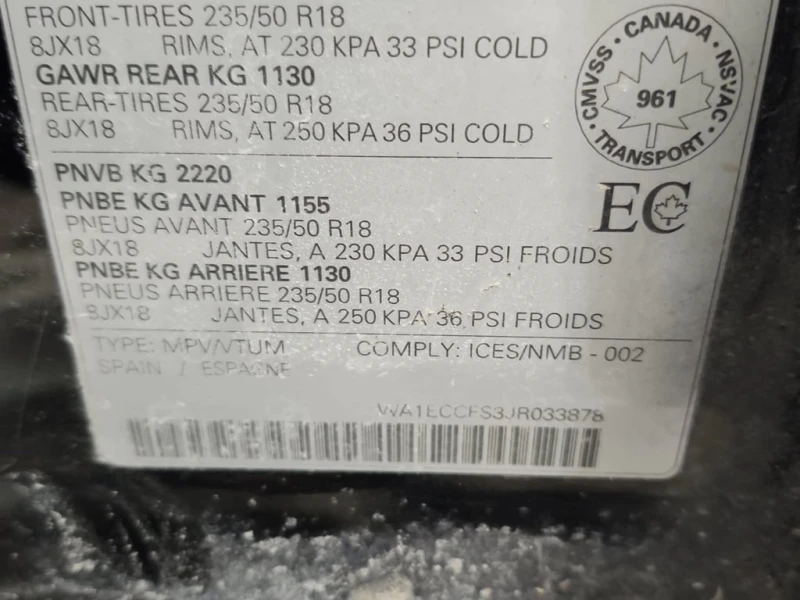 FRONT-TIRES 235/50 R18
8JX18 RIMS, AT 230 KPA 33 PSI COLD
GAWR REAR KG 1130
REAR-TIRES 235/50 R18
8JX18 RIMS, AT 250 KPA 36 PSI COLD
CANADA
CMVSS · NSVAC
961
TRANSPORT
PNVB KG 2220
PNBE KG AVANT 1155
PNEUS AVANT 235/50 R18
8JX18 JANTES, A 230 KPA 33 PSI FROIDS
PNBE KG ARRIERE 1130
PNEUS ARRIERE 235/50 R18
8JX18 JANTES, A 250 KPA 36 PSI FROIDS
EC
TYPE: MPV/VTUM COMPLY: ICES/NMB - 002
SPAIN / ESPAGNE
WA1ECCFS3JR033878